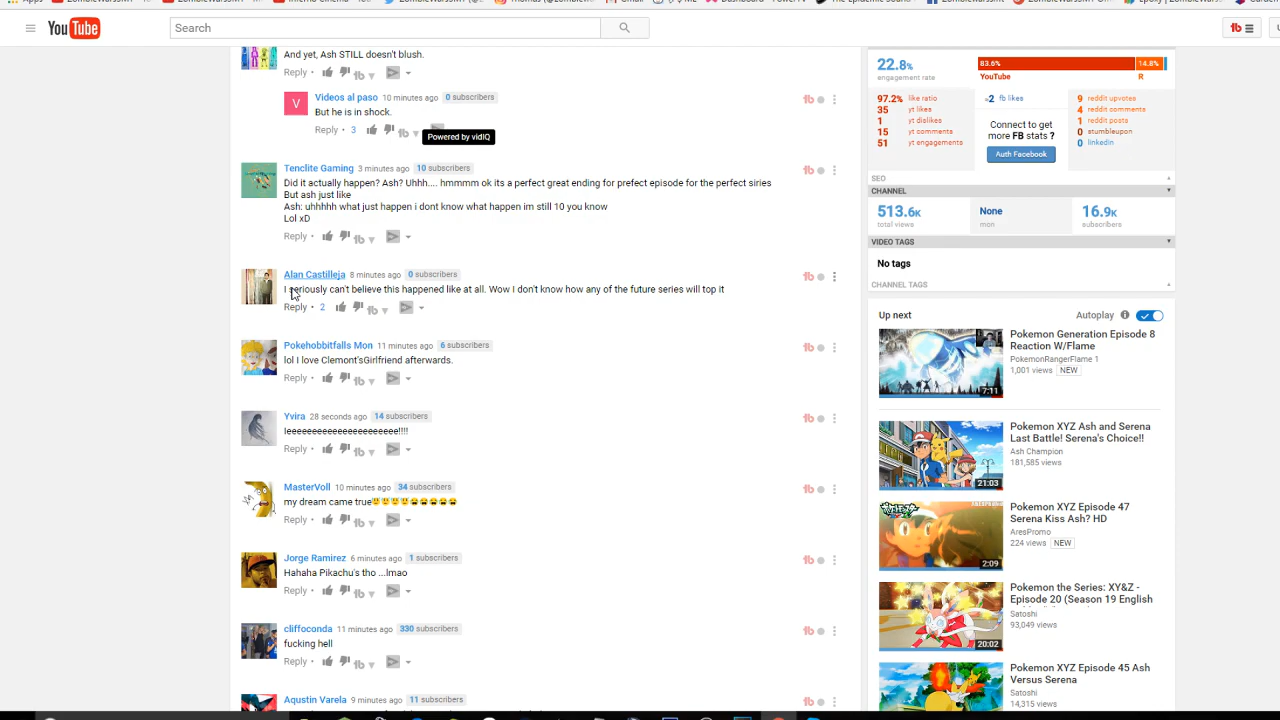 YouTube
Search
And yet, Ash STILL doesn't blush.
Reply
Videos al paso 10 minutes ago 0 subscribers
But he is in shock.
Reply 3
Powered by vidIQ
Tenclite Gaming 3 minutes ago 10 subscribers
Did it actually happen? Ash? Uhhh.... hmmmm ok its a perfect great ending for prefect episode for the perfect siries
But ash just like
Ash: uhhhhh what just happen i dont know what happen im still 10 you know
Lol xD
Reply
Alan Castilleja 8 minutes ago 0 subscribers
I seriously can't believe this happened like at all. Wow I don't know how any of the future series will top it
Reply 2
Pokehobbitfalls Mon 11 minutes ago 6 subscribers
lol I love Clemont'sGirlfriend afterwards.
Reply
Yvira 28 seconds ago 14 subscribers
Reply
MasterVoll 10 minutes ago 34 subscribers
my dream came true
Reply
Jorge Ramirez 6 minutes ago 1 subscribers
Hahaha Pikachu's tho ...lmao
Reply
cliffoconda 11 minutes ago 330 subscribers
fucking hell
Reply
Agustin Varela 9 minutes ago 11 subscribers
22.8%
engagement rate
83.6% 14.8%
YouTube R
97.2% like ratio
35 yt likes
1 yt dislikes
15 yt comments
51 yt engagements
≈2 fb likes
Connect to get
more FB stats ?
Auth Facebook
9 reddit upvotes
4 reddit comments
1 reddit posts
0 stumbleupon
0 linkedin
SEO
CHANNEL
513.6K
total views
None
mon
16.9K
subscribers
VIDEO TAGS
No tags
CHANNEL TAGS
Up next Autoplay
Pokemon Generation Episode 8
Reaction W/Flame
PokemonRangerFlame 1
1,001 views NEW
7:11
Pokemon XYZ Ash and Serena
Last Battle! Serena's Choice!!
Ash Champion
181,585 views
21:03
Pokemon XYZ Episode 47
Serena Kiss Ash? HD
AresPromo
224 views NEW
2:09
Pokemon the Series: XY&Z -
Episode 20 (Season 19 English
Satoshi
93,049 views
20:02
Pokemon XYZ Episode 45 Ash
Versus Serena
Satoshi
14,315 views